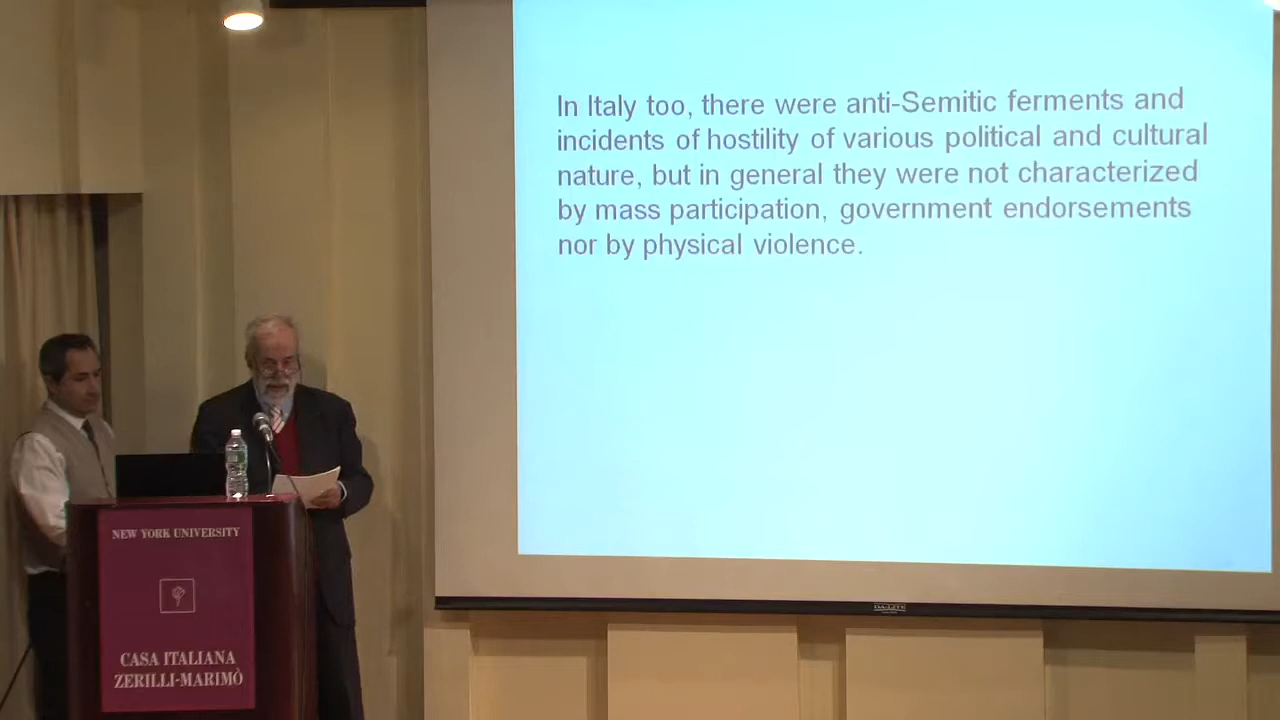 In Italy too, there were anti-Semitic ferments and
incidents of hostility of various political and cultural
nature, but in general they were not characterized
by mass participation, government endorsements
nor by physical violence.
DA-LITE
NEW YORK UNIVERSITY
CASA ITALIANA
ZERILLI-MARIMÒ